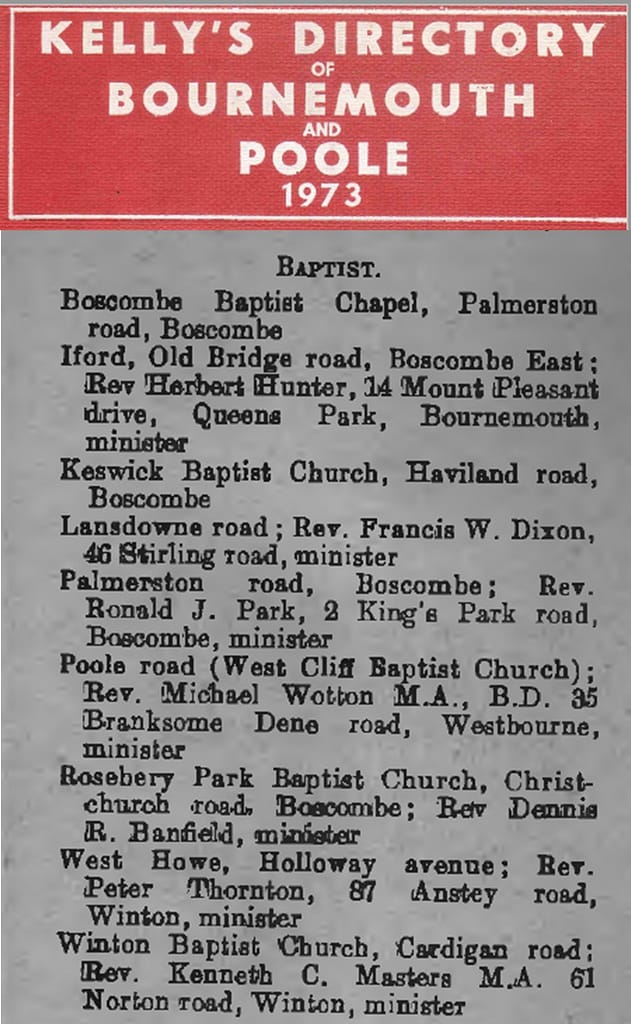 KELLY'S DIRECTORY
OF
BOURNEMOUTH
AND
POOLE
1973
BAPTIST.
Boscombe Baptist Chapel, Palmerston
road, Boscombe
Iford, Old Bridge road, Boscombe East;
Rev Herbert Hunter, 14 Mount Pleasant
drive, Queens Park, Bournemouth,
minister
Keswick Baptist Church, Haviland road,
Boscombe
Lansdowne road; Rev. Francis W. Dixon,
46 Stirling road, minister
Palmerston road, Boscombe; Rev.
Ronald J. Park, 2 King's Park road,
Boscombe, minister
Poole road (West Cliff Baptist Church);
Rev. Michael Wotton M.A., B.D. 35
Branksome Dene road, Westbourne,
minister
Rosebery Park Baptist Church, Christ-
church road, Boscombe; Rev Dennis
R. Banfield, minister
West Howe, Holloway avenue; Rev.
Peter Thornton, 87 Anstey road,
Winton, minister
Winton Baptist Church, Cardigan road;
Rev. Kenneth C. Masters M.A. 61
Norton road, Winton, minister